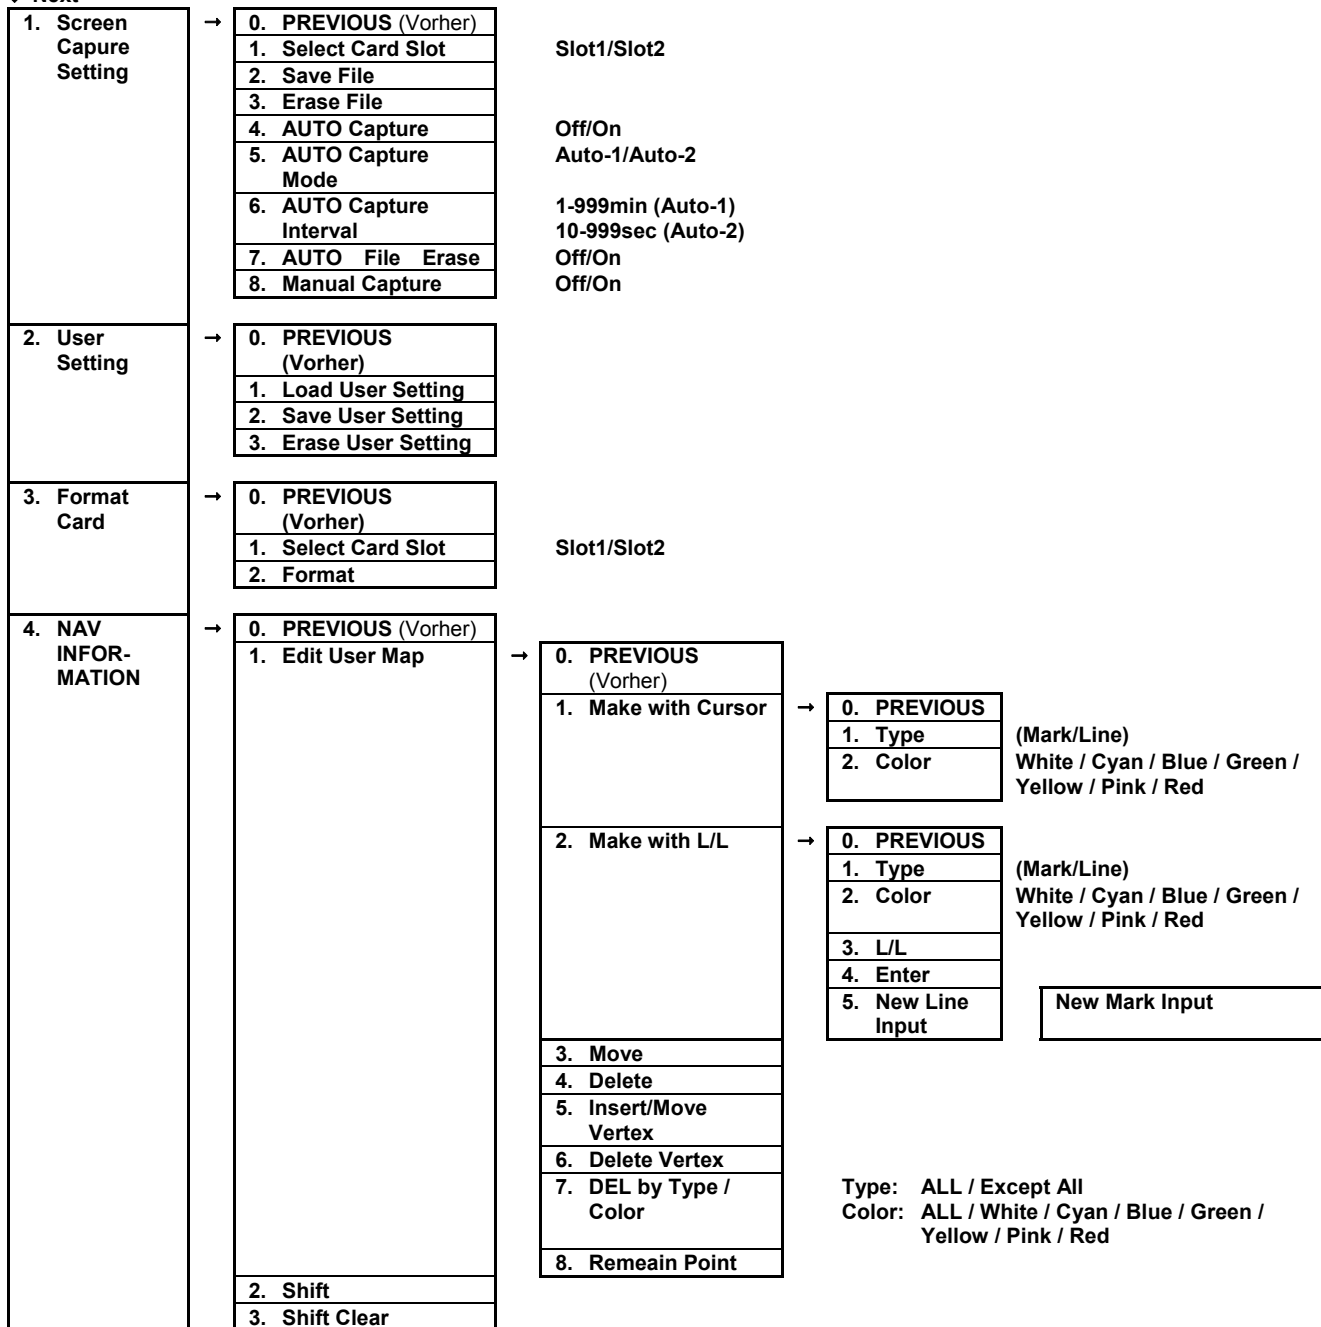 Next
1. Screen Capure Setting → 0. PREVIOUS (Vorher)
1. Select Card Slot Slot1/Slot2
2. Save File
3. Erase File
4. AUTO Capture Off/On
5. AUTO Capture Mode Auto-1/Auto-2
6. AUTO Capture Interval 1-999min (Auto-1)
10-999sec (Auto-2)
7. AUTO File Erase Off/On
8. Manual Capture Off/On
2. User Setting → 0. PREVIOUS (Vorher)
1. Load User Setting
2. Save User Setting
3. Erase User Setting
3. Format Card → 0. PREVIOUS (Vorher)
1. Select Card Slot Slot1/Slot2
2. Format
4. NAV INFOR-MATION → 0. PREVIOUS (Vorher)
1. Edit User Map → 0. PREVIOUS (Vorher)
1. Make with Cursor → 0. PREVIOUS
1. Type (Mark/Line)
2. Color White / Cyan / Blue / Green /
Yellow / Pink / Red
2. Make with L/L → 0. PREVIOUS
1. Type (Mark/Line)
2. Color White / Cyan / Blue / Green /
Yellow / Pink / Red
3. L/L
4. Enter
5. New Line Input New Mark Input
3. Move
4. Delete
5. Insert/Move Vertex
6. Delete Vertex
7. DEL by Type / Color Type: ALL / Except All
Color: ALL / White / Cyan / Blue / Green /
Yellow / Pink / Red
8. Remeain Point
2. Shift
3. Shift Clear